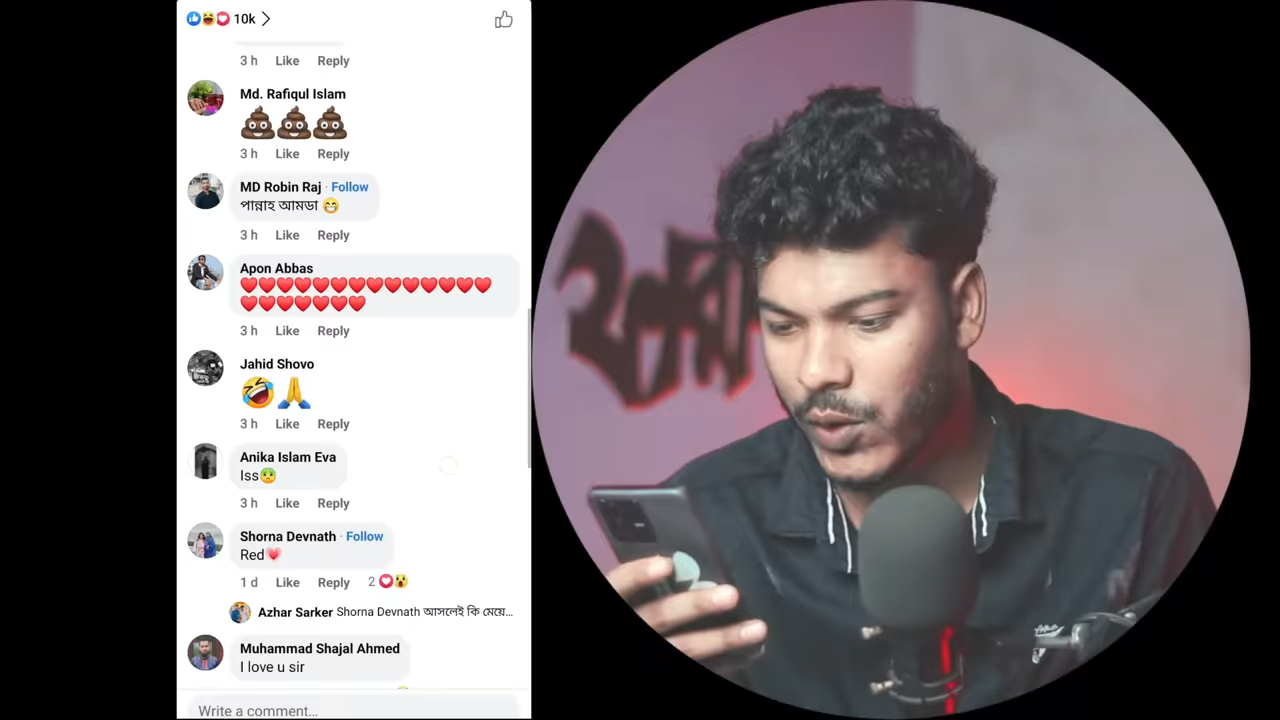 10k
3 h Like Reply
Md. Rafiqul Islam
💩💩💩
3 h Like Reply
MD Robin Raj · Follow
পান্নাহ আমডা 😁
3 h Like Reply
Apon Abbas
❤️❤️❤️❤️❤️❤️❤️❤️❤️❤️❤️❤️❤️❤️
❤️❤️❤️❤️❤️❤️❤️
3 h Like Reply
Jahid Shovo
🤣🙏
3 h Like Reply
Anika Islam Eva
Iss😰
3 h Like Reply
Shorna Devnath · Follow
Red💗
1 d Like Reply 2
Azhar Sarker Shorna Devnath আসলেই কি মেয়ে...
Muhammad Shajal Ahmed
I love u sir
Write a comment...